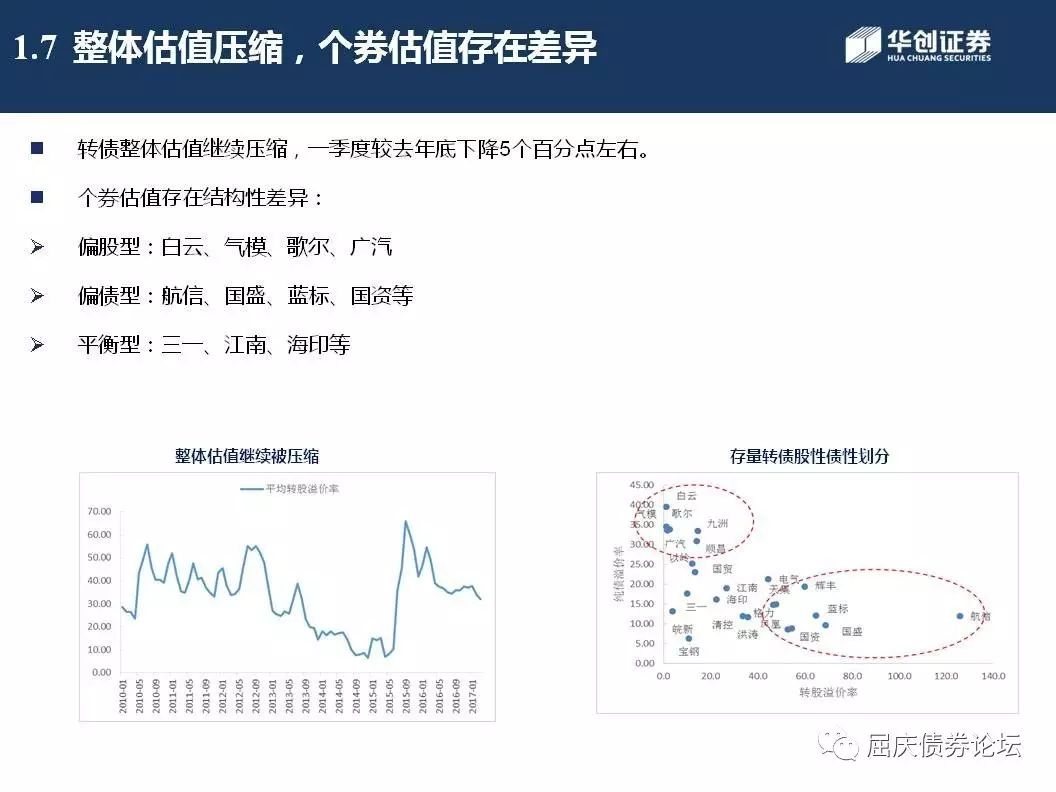 1.7 整体估值压缩，个券估值存在差异
华创证券
HUA CHUANG SECURITIES
转债整体估值继续压缩，一季度较去年底下降5个百分点左右。
个券估值存在结构性差异：
偏股型：白云、气模、歌尔、广汽
偏债型：航信、国盛、蓝标、国资等
平衡型：三一、江南、海印等
整体估值继续被压缩
平均转股溢价率
70.00
60.00
50.00
40.00
30.00
20.00
10.00
0.00
2010-01
2010-05
2010-09
2011-01
2011-05
2011-09
2012-01
2012-05
2012-09
2013-01
2013-05
2013-09
2014-01
2014-05
2014-09
2015-01
2015-05
2015-09
2016-01
2016-05
2016-09
2017-01
存量转债股性债性划分
纯债溢价率
45.00
40.00
35.00
30.00
25.00
20.00
15.00
10.00
5.00
0.00
白云
气模
歌尔
九洲
广汽
顺昌
以岭
国贸
电气
天集
辉丰
江南
海印
三一
格力
蓝标
航信
皖新
清控
凤凰
洪涛
国资
国盛
宝钢
0.0
20.0
40.0
60.0
80.0
100.0
120.0
140.0
转股溢价率
屈庆债券论坛